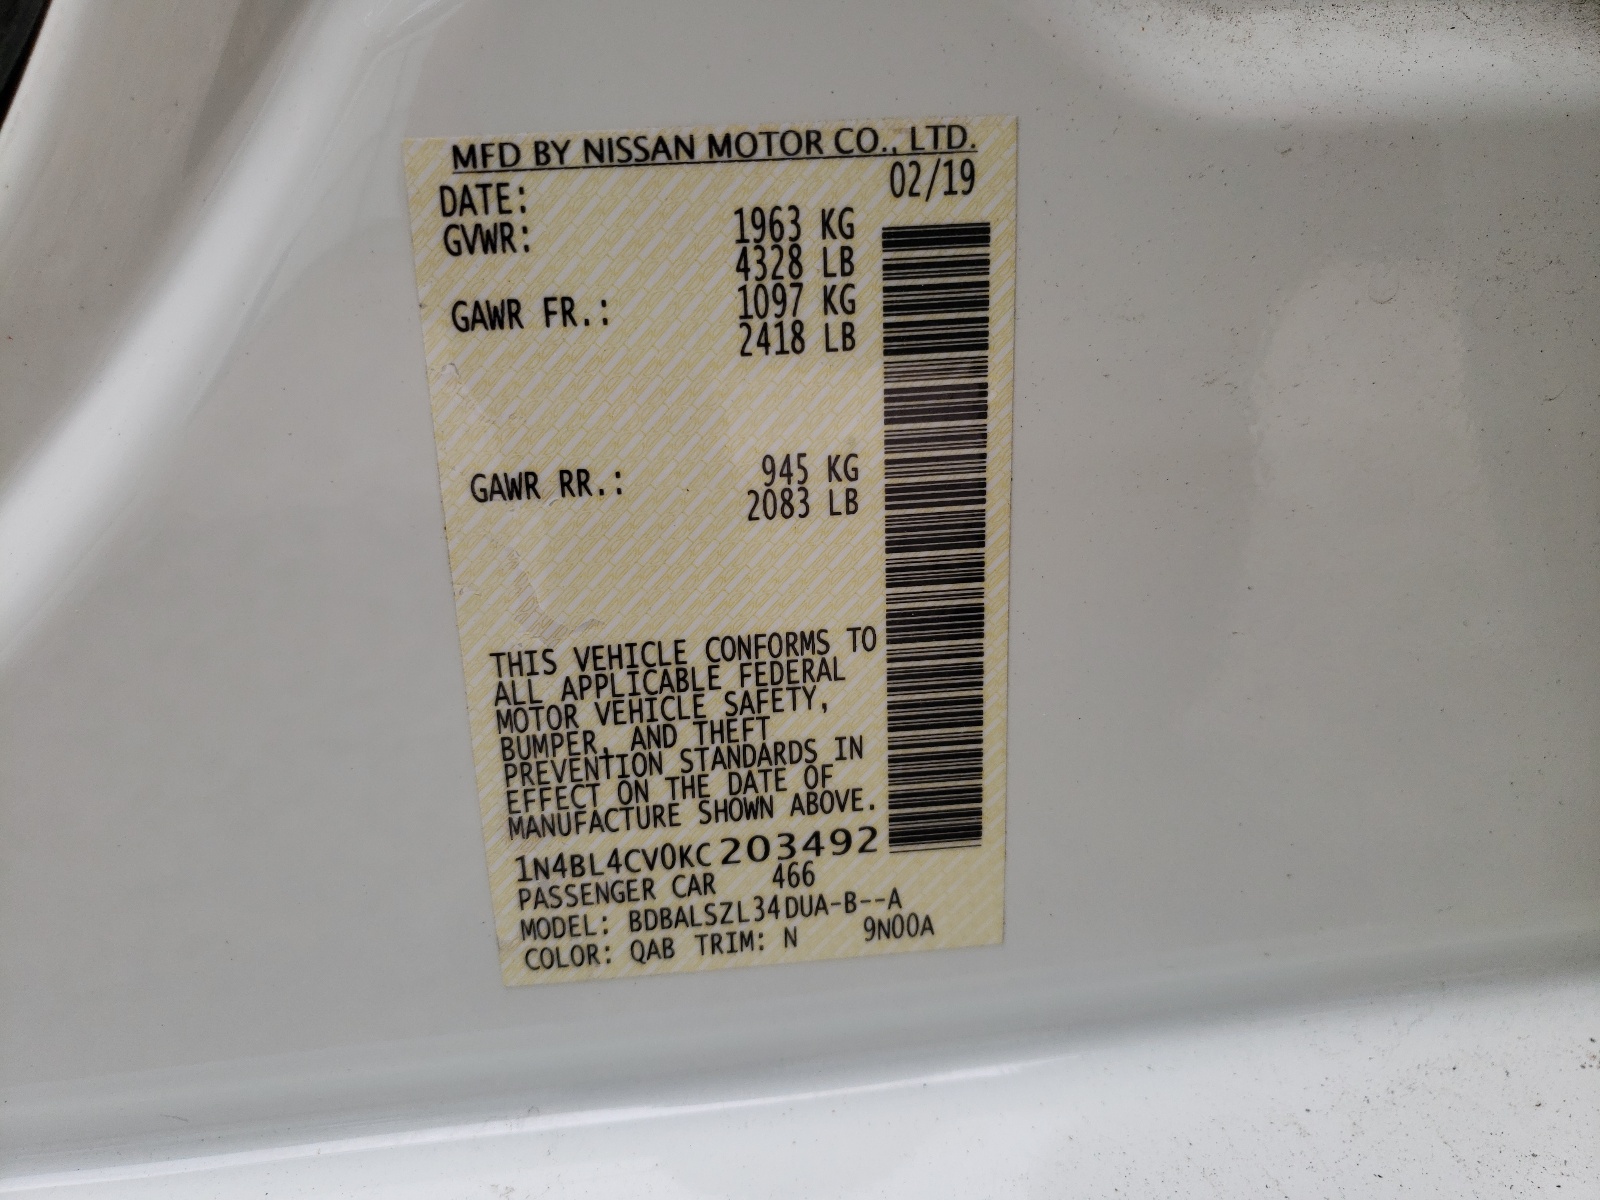 MFD BY NISSAN MOTOR CO., LTD.
DATE: 02/19
GVWR: 1963 KG
4328 LB
GAWR FR.: 1097 KG
2418 LB
GAWR RR.: 945 KG
2083 LB
THIS VEHICLE CONFORMS TO
ALL APPLICABLE FEDERAL
MOTOR VEHICLE SAFETY,
BUMPER, AND THEFT
PREVENTION STANDARDS IN
EFFECT ON THE DATE OF
MANUFACTURE SHOWN ABOVE.
1N4BL4CV0KC203492
PASSENGER CAR 466
MODEL: BDBALSZL34DUA-B--A
COLOR: QAB TRIM: N 9N00A